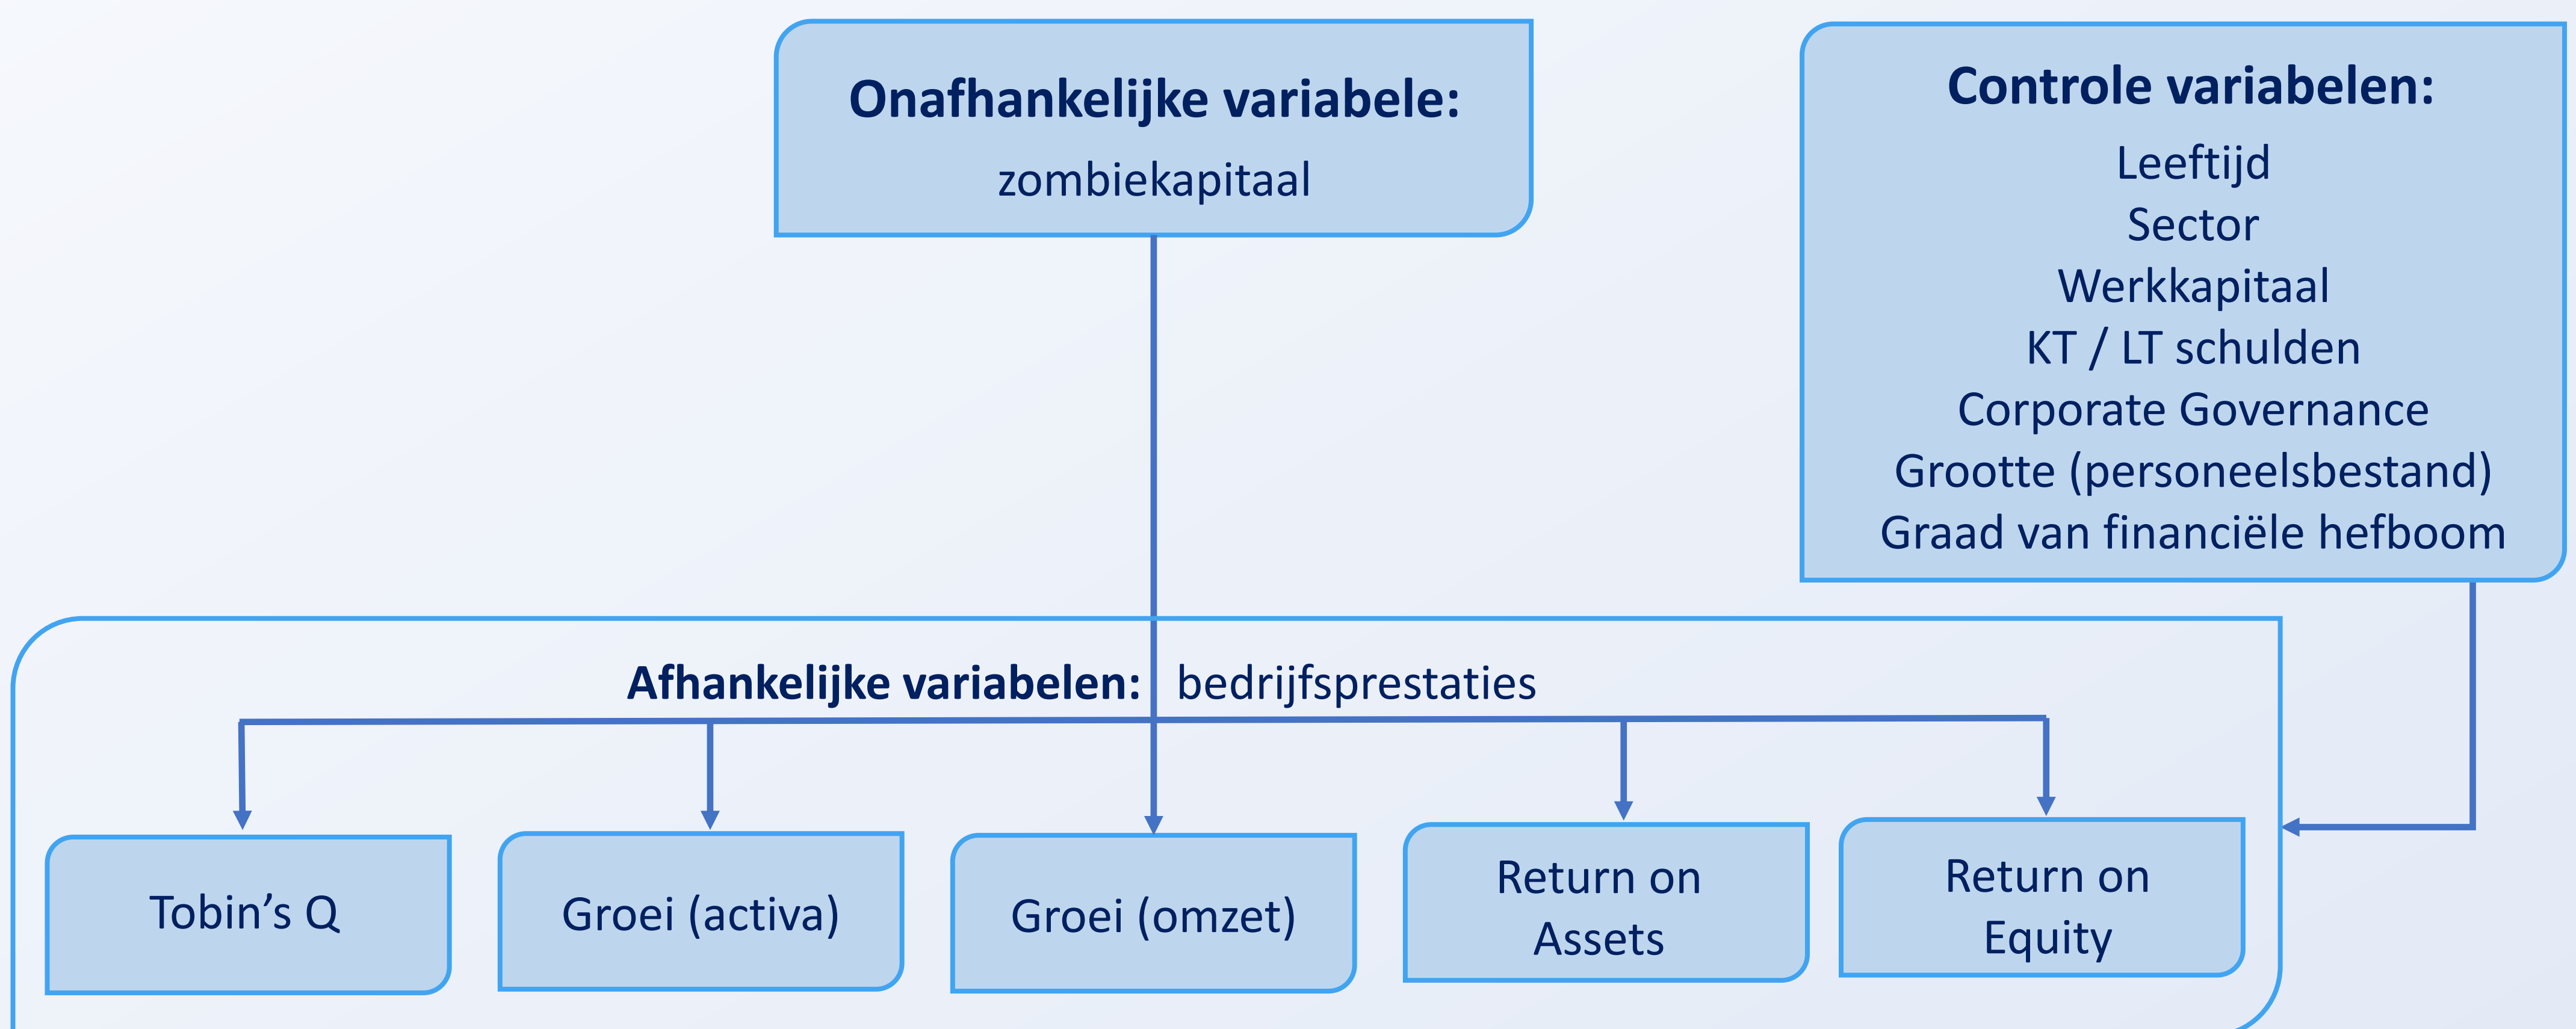 Onafhankelijke variabele:
zombiekapitaal
Controle variabelen:
Leeftijd
Sector
Werkkapitaal
KT / LT schulden
Corporate Governance
Grootte (personeelsbestand)
Graad van financiële hefboom
Afhankelijke variabelen: bedrijfsprestaties
Tobin’s Q
Groei (activa)
Groei (omzet)
Return on
Assets
Return on
Equity